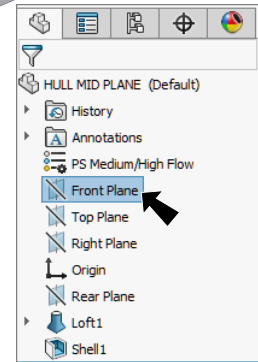 HULL MID PLANE (Default)
History
Annotations
PS Medium/High Flow
Front Plane
Top Plane
Right Plane
Origin
Rear Plane
Loft1
Shell1